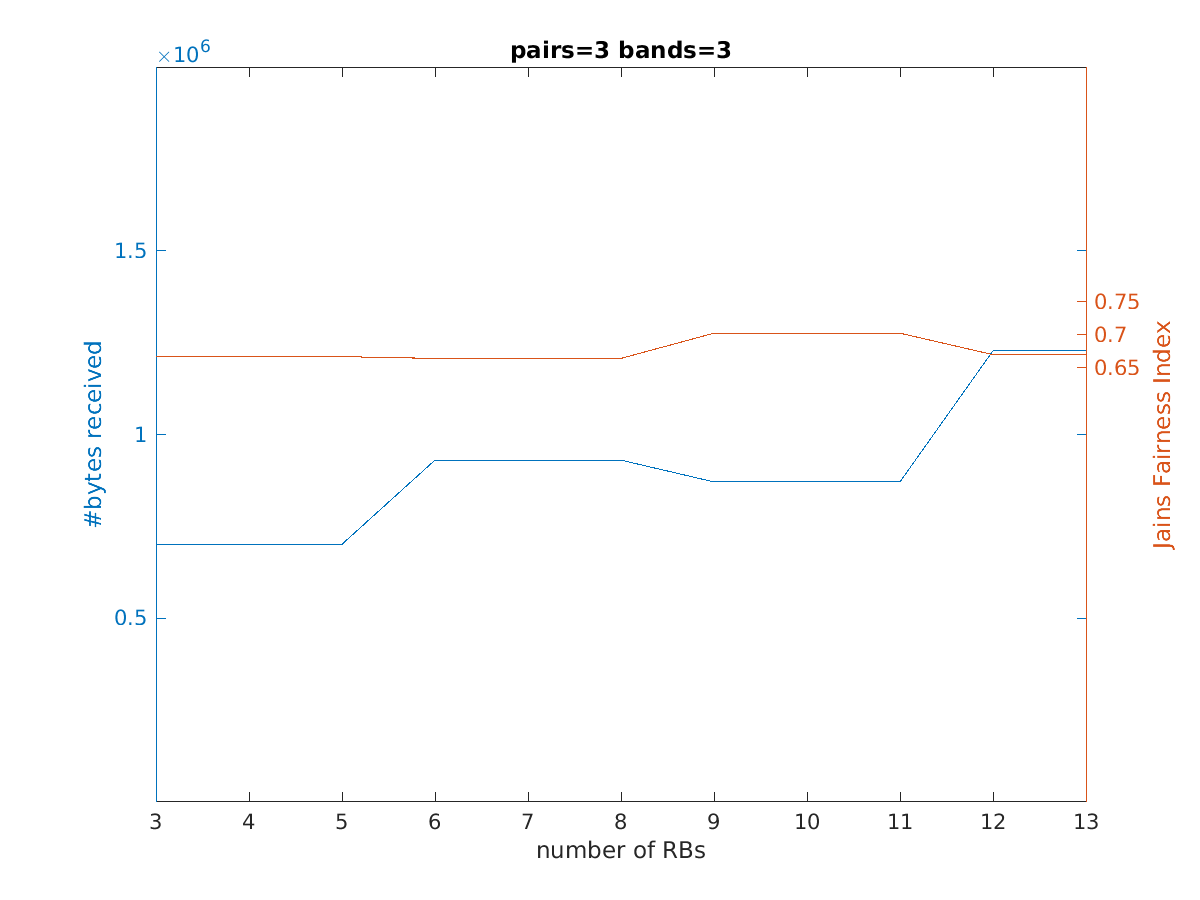 pairs=3 bands=3
×10^6
1.5
1
0.5
#bytes received
0.75
0.7
0.65
Jains Fairness Index
3 4 5 6 7 8 9 10 11 12 13
number of RBs